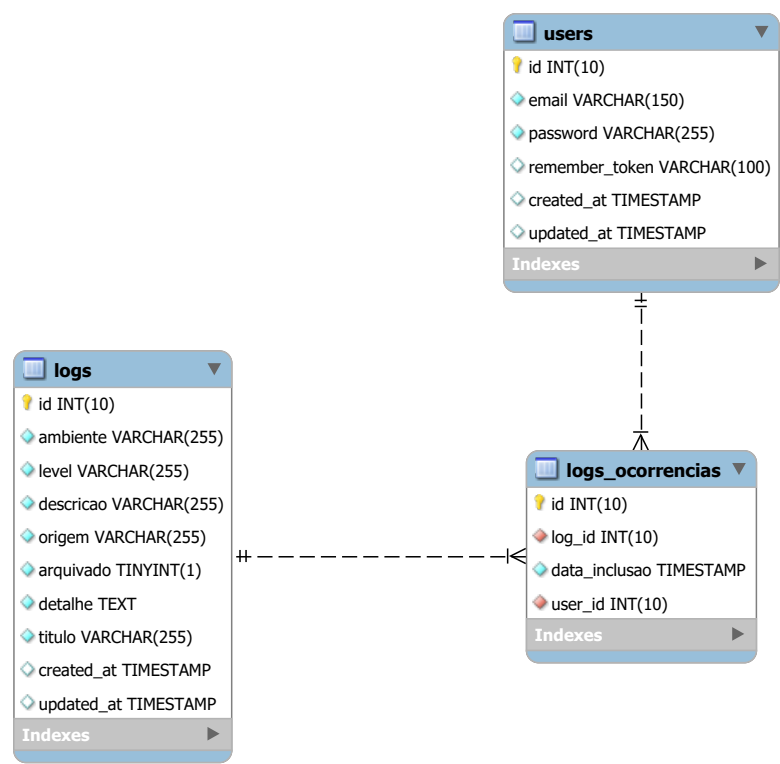 users
id INT(10)
email VARCHAR(150)
password VARCHAR(255)
remember_token VARCHAR(100)
created_at TIMESTAMP
updated_at TIMESTAMP
Indexes
logs
id INT(10)
ambiente VARCHAR(255)
level VARCHAR(255)
descricao VARCHAR(255)
origem VARCHAR(255)
arquivado TINYINT(1)
detalhe TEXT
titulo VARCHAR(255)
created_at TIMESTAMP
updated_at TIMESTAMP
Indexes
logs_ocorrencias
id INT(10)
log_id INT(10)
data_inclusao TIMESTAMP
user_id INT(10)
Indexes